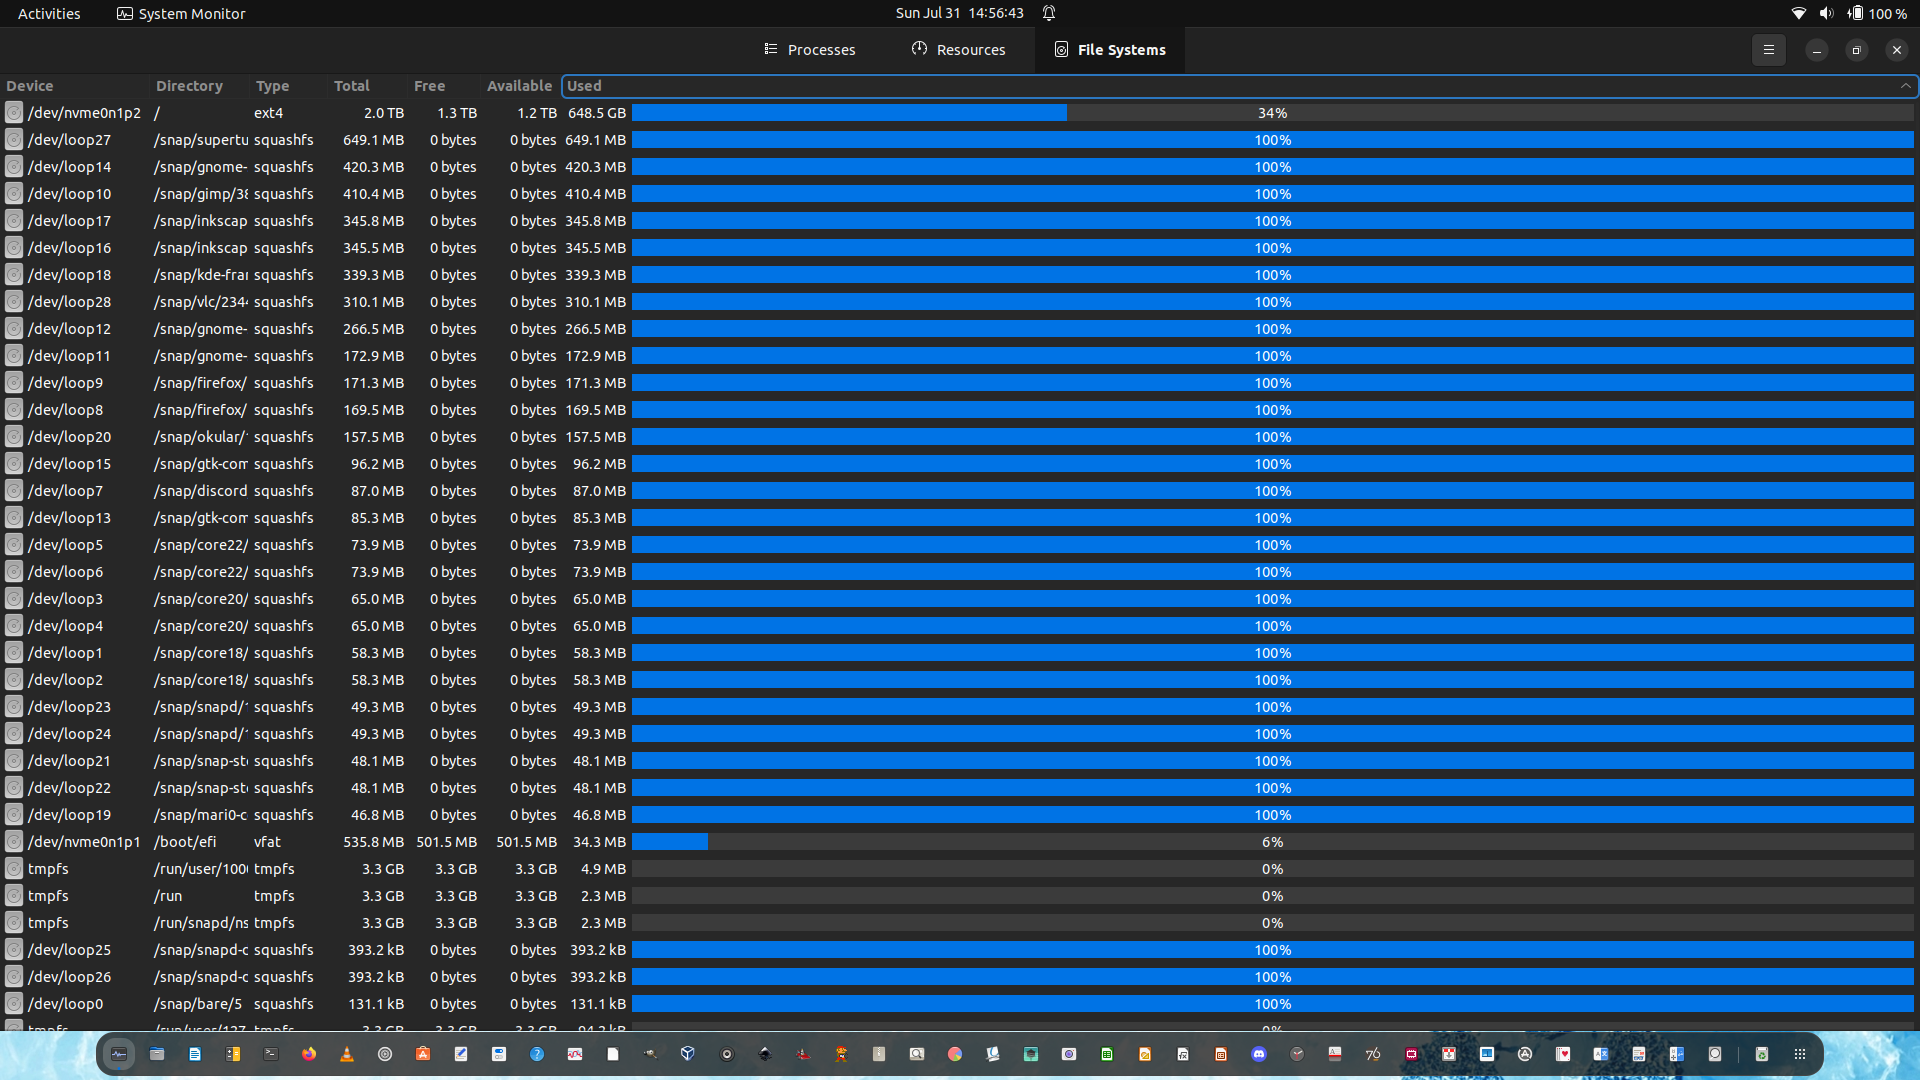 Activities System Monitor Sun Jul 31 14:56:43 100 %
Processes Resources File Systems
Device Directory Type Total Free Available Used
/dev/nvme0n1p2 / ext4 2.0 TB 1.3 TB 1.2 TB 648.5 GB 34%
/dev/loop27 /snap/supertu squashfs 649.1 MB 0 bytes 0 bytes 649.1 MB 100%
/dev/loop14 /snap/gnome- squashfs 420.3 MB 0 bytes 0 bytes 420.3 MB 100%
/dev/loop10 /snap/gimp/38 squashfs 410.4 MB 0 bytes 0 bytes 410.4 MB 100%
/dev/loop17 /snap/inkscap squashfs 345.8 MB 0 bytes 0 bytes 345.8 MB 100%
/dev/loop16 /snap/inkscap squashfs 345.5 MB 0 bytes 0 bytes 345.5 MB 100%
/dev/loop18 /snap/kde-fra squashfs 339.3 MB 0 bytes 0 bytes 339.3 MB 100%
/dev/loop28 /snap/vlc/234 squashfs 310.1 MB 0 bytes 0 bytes 310.1 MB 100%
/dev/loop12 /snap/gnome- squashfs 266.5 MB 0 bytes 0 bytes 266.5 MB 100%
/dev/loop11 /snap/gnome- squashfs 172.9 MB 0 bytes 0 bytes 172.9 MB 100%
/dev/loop9 /snap/firefox/ squashfs 171.3 MB 0 bytes 0 bytes 171.3 MB 100%
/dev/loop8 /snap/firefox/ squashfs 169.5 MB 0 bytes 0 bytes 169.5 MB 100%
/dev/loop20 /snap/okular/ squashfs 157.5 MB 0 bytes 0 bytes 157.5 MB 100%
/dev/loop15 /snap/gtk-com squashfs 96.2 MB 0 bytes 0 bytes 96.2 MB 100%
/dev/loop7 /snap/discord squashfs 87.0 MB 0 bytes 0 bytes 87.0 MB 100%
/dev/loop13 /snap/gtk-com squashfs 85.3 MB 0 bytes 0 bytes 85.3 MB 100%
/dev/loop5 /snap/core22/ squashfs 73.9 MB 0 bytes 0 bytes 73.9 MB 100%
/dev/loop6 /snap/core22/ squashfs 73.9 MB 0 bytes 0 bytes 73.9 MB 100%
/dev/loop3 /snap/core20/ squashfs 65.0 MB 0 bytes 0 bytes 65.0 MB 100%
/dev/loop4 /snap/core20/ squashfs 65.0 MB 0 bytes 0 bytes 65.0 MB 100%
/dev/loop1 /snap/core18/ squashfs 58.3 MB 0 bytes 0 bytes 58.3 MB 100%
/dev/loop2 /snap/core18/ squashfs 58.3 MB 0 bytes 0 bytes 58.3 MB 100%
/dev/loop23 /snap/snapd/ squashfs 49.3 MB 0 bytes 0 bytes 49.3 MB 100%
/dev/loop24 /snap/snapd/ squashfs 49.3 MB 0 bytes 0 bytes 49.3 MB 100%
/dev/loop21 /snap/snap-st squashfs 48.1 MB 0 bytes 0 bytes 48.1 MB 100%
/dev/loop22 /snap/snap-st squashfs 48.1 MB 0 bytes 0 bytes 48.1 MB 100%
/dev/loop19 /snap/mari0-c squashfs 46.8 MB 0 bytes 0 bytes 46.8 MB 100%
/dev/nvme0n1p1 /boot/efi vfat 535.8 MB 501.5 MB 501.5 MB 34.3 MB 6%
tmpfs /run/user/100 tmpfs 3.3 GB 3.3 GB 3.3 GB 4.9 MB 0%
tmpfs /run tmpfs 3.3 GB 3.3 GB 3.3 GB 2.3 MB 0%
tmpfs /run/snapd/ns tmpfs 3.3 GB 3.3 GB 3.3 GB 2.3 MB 0%
/dev/loop25 /snap/snapd-c squashfs 393.2 kB 0 bytes 0 bytes 393.2 kB 100%
/dev/loop26 /snap/snapd-c squashfs 393.2 kB 0 bytes 0 bytes 393.2 kB 100%
/dev/loop0 /snap/bare/5 squashfs 131.1 kB 0 bytes 0 bytes 131.1 kB 100%
tmpfs /run/user/127 tmpfs 3.3 GB 3.3 GB 3.3 GB 94.2 kB 0%